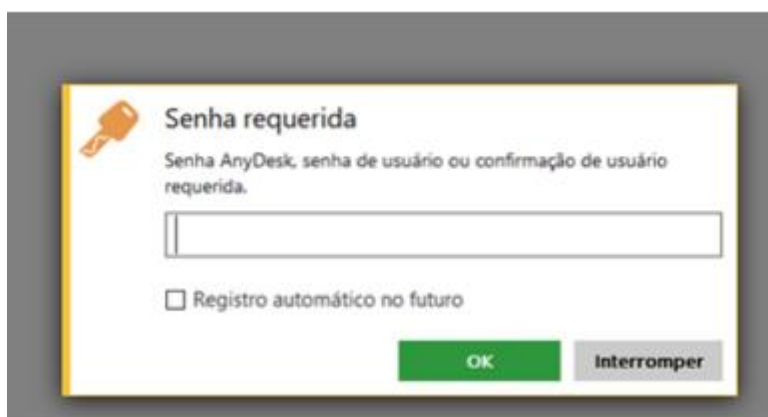 Senha requerida
Senha AnyDesk, senha de usuário ou confirmação de usuário
requerida.
Registro automático no futuro
OK
Interromper